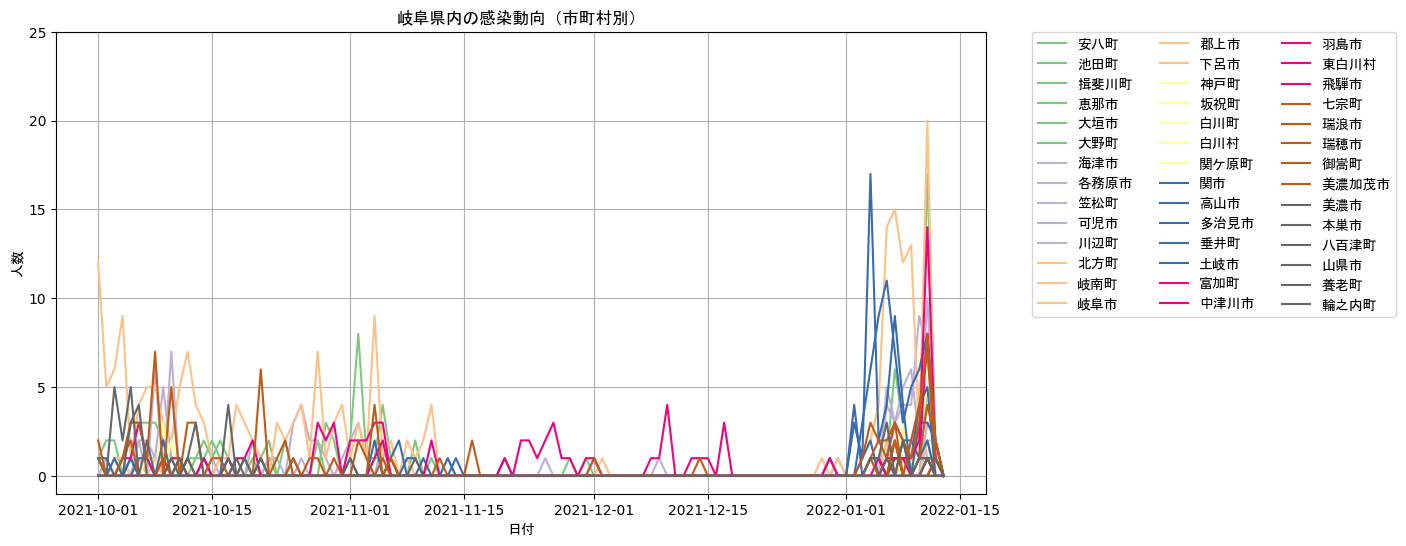 岐阜県内の感染動向（市町村別）
25
20
15
10
5
0
人数
2021-10-01
2021-10-15
2021-11-01
2021-11-15
2021-12-01
2021-12-15
2022-01-01
2022-01-15
日付
安八町
池田町
揖斐川町
恵那市
大垣市
大野町
海津市
各務原市
笠松町
可児市
川辺町
北方町
岐南町
岐阜市
郡上市
下呂市
神戸町
坂祝町
白川町
白川村
関ケ原町
関市
高山市
多治見市
垂井町
土岐市
富加町
中津川市
羽島市
東白川村
飛騨市
七宗町
瑞浪市
瑞穂市
御嵩町
美濃加茂市
美濃市
本巣市
八百津町
山県市
養老町
輪之内町